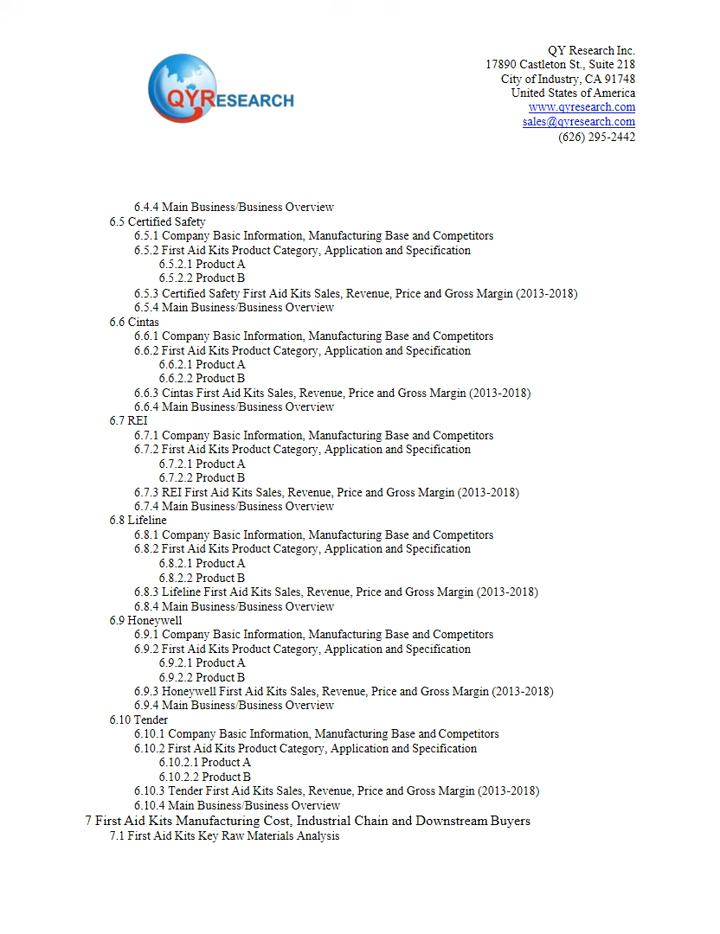 QYRESEARCH
QY Research Inc.
17890 Castleton St., Suite 218
City of Industry, CA 91748
United States of America
www.qyresearch.com
sales@qyresearch.com
(626) 295-2442
6.4.4 Main Business/Business Overview
6.5 Certified Safety
6.5.1 Company Basic Information, Manufacturing Base and Competitors
6.5.2 First Aid Kits Product Category, Application and Specification
6.5.2.1 Product A
6.5.2.2 Product B
6.5.3 Certified Safety First Aid Kits Sales, Revenue, Price and Gross Margin (2013-2018)
6.5.4 Main Business/Business Overview
6.6 Cintas
6.6.1 Company Basic Information, Manufacturing Base and Competitors
6.6.2 First Aid Kits Product Category, Application and Specification
6.6.2.1 Product A
6.6.2.2 Product B
6.6.3 Cintas First Aid Kits Sales, Revenue, Price and Gross Margin (2013-2018)
6.6.4 Main Business/Business Overview
6.7 REI
6.7.1 Company Basic Information, Manufacturing Base and Competitors
6.7.2 First Aid Kits Product Category, Application and Specification
6.7.2.1 Product A
6.7.2.2 Product B
6.7.3 REI First Aid Kits Sales, Revenue, Price and Gross Margin (2013-2018)
6.7.4 Main Business/Business Overview
6.8 Lifeline
6.8.1 Company Basic Information, Manufacturing Base and Competitors
6.8.2 First Aid Kits Product Category, Application and Specification
6.8.2.1 Product A
6.8.2.2 Product B
6.8.3 Lifeline First Aid Kits Sales, Revenue, Price and Gross Margin (2013-2018)
6.8.4 Main Business/Business Overview
6.9 Honeywell
6.9.1 Company Basic Information, Manufacturing Base and Competitors
6.9.2 First Aid Kits Product Category, Application and Specification
6.9.2.1 Product A
6.9.2.2 Product B
6.9.3 Honeywell First Aid Kits Sales, Revenue, Price and Gross Margin (2013-2018)
6.9.4 Main Business/Business Overview
6.10 Tender
6.10.1 Company Basic Information, Manufacturing Base and Competitors
6.10.2 First Aid Kits Product Category, Application and Specification
6.10.2.1 Product A
6.10.2.2 Product B
6.10.3 Tender First Aid Kits Sales, Revenue, Price and Gross Margin (2013-2018)
6.10.4 Main Business/Business Overview
7 First Aid Kits Manufacturing Cost, Industrial Chain and Downstream Buyers
7.1 First Aid Kits Key Raw Materials Analysis